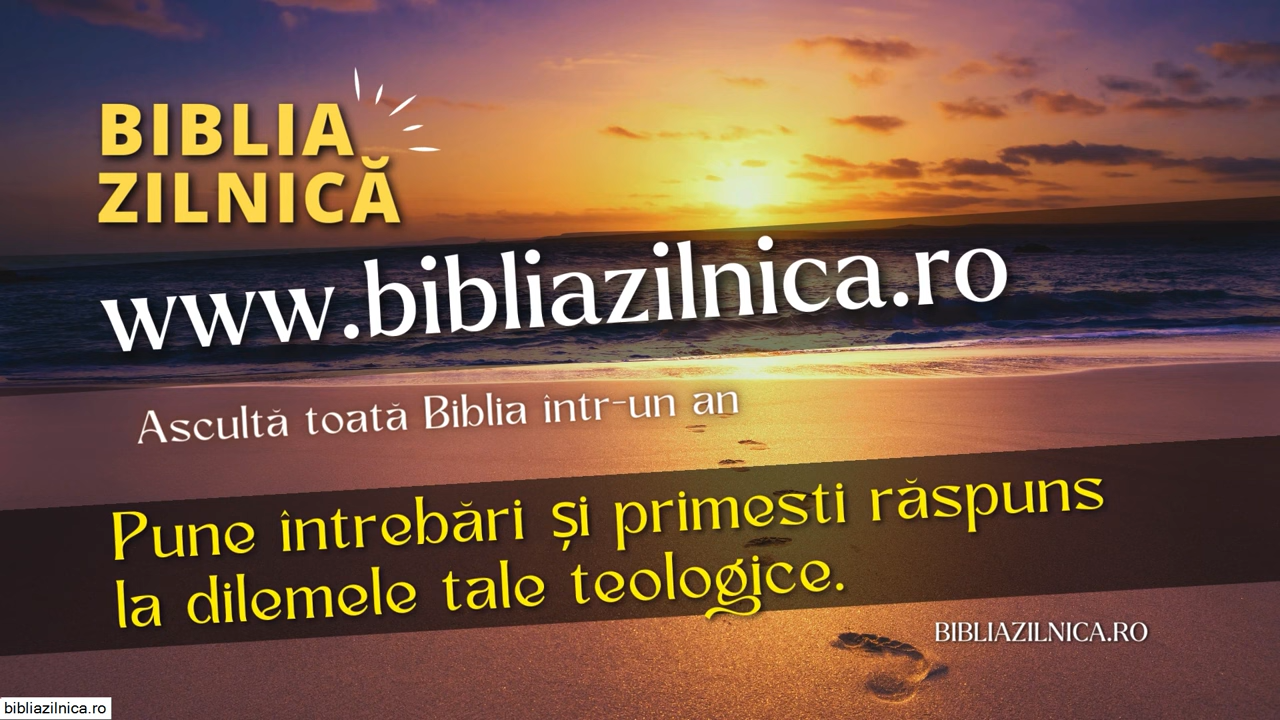 BIBLIA
ZILNICĂ
www.bibliazilnica.ro
Ascultă toată Biblia într-un an
Pune întrebări și primesti răspuns
la dilemele tale teologice.
BIBLIAZILNICA.RO
bibliazilnica.ro